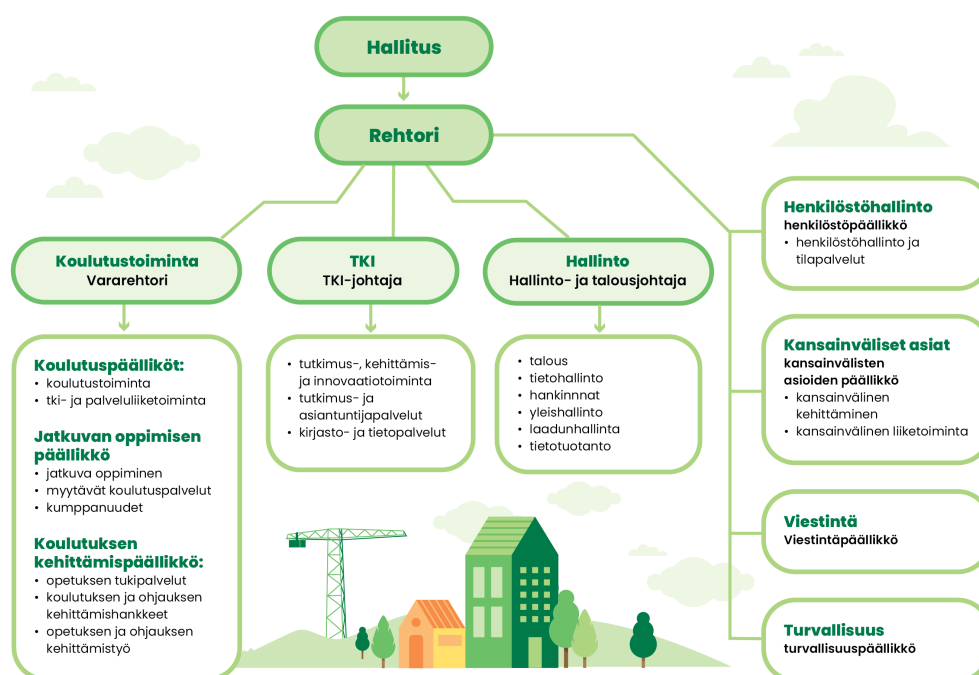 Hallitus
Rehtori
Koulutustoiminta
Vararehtori
Koulutuspäälliköt:
• koulutustoiminta
• tki- ja palveluliiketoiminta
Jatkuvan oppimisen
päällikkö
• jatkuva oppiminen
• myytävät koulutuspalvelut
• kumppanuudet
Koulutuksen
kehittämispäällikkö:
• opetuksen tukipalvelut
• koulutuksen ja ohjauksen
kehittämishankkeet
• opetuksen ja ohjauksen
kehittämistyö
TKI
TKI-johtaja
• tutkimus-, kehittämis-
ja innovaatiotoiminta
• tutkimus- ja
asiantuntijapalvelut
• kirjasto- ja tietopalvelut
Hallinto
Hallinto- ja talousjohtaja
• talous
• tietohallinto
• hankinnnat
• yleishallinto
• laadunhallinta
• tietotuotanto
Henkilöstöhallinto
henkilöstöpäällikkö
• henkilöstöhallinto ja
tilapalvelut
Kansainväliset asiat
kansainvälisten
asioiden päällikkö
• kansainvälinen
kehittäminen
• kansainvälinen liiketoiminta
Viestintä
Viestintäpäällikkö
Turvallisuus
turvallisuuspäällikkö